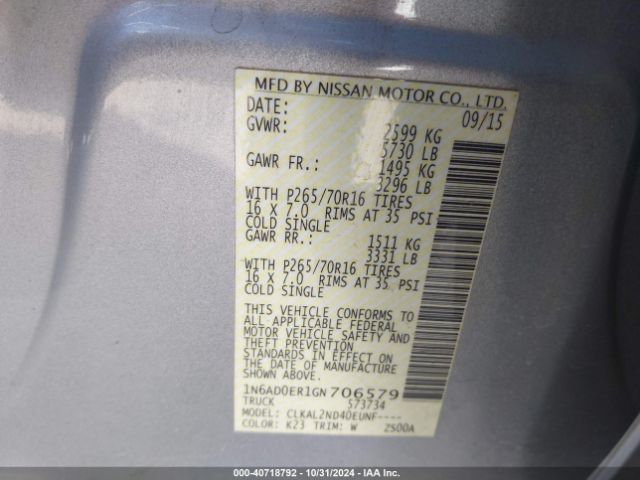 MFD BY NISSAN MOTOR CO., LTD.
DATE: 09/15
GVWR: 2599 KG
5730 LB
GAWR FR.: 1495 KG
3296 LB
WITH P265/70R16 TIRES
16 X 7.0 RIMS AT 35 PSI
COLD SINGLE
GAWR RR.: 1511 KG
3331 LB
WITH P265/70R16 TIRES
16 X 7.0 RIMS AT 35 PSI
COLD SINGLE
THIS VEHICLE CONFORMS TO
ALL APPLICABLE FEDERAL
MOTOR VEHICLE SAFETY AND
THEFT PREVENTION
STANDARDS IN EFFECT ON
THE DATE OF MANUFACTURE
SHOWN ABOVE.
1N6AD0ER1GN706579
TRUCK 573734
MODEL: CLKAL2ND40EUNF----
COLOR: K23 TRIM: W 2S00A
000-40718792 - 10/31/2024 - IAA Inc.